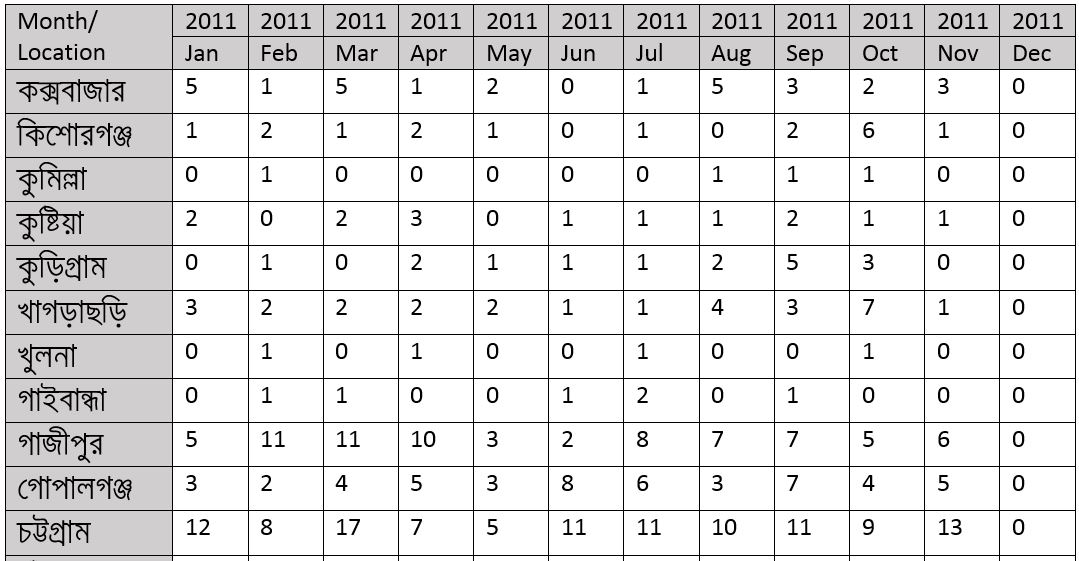 Month/ 2011 2011 2011 2011 2011 2011 2011 2011 2011 2011 2011 2011
Location Jan Feb Mar Apr May Jun Jul Aug Sep Oct Nov Dec
কক্সবাজার 5 1 5 1 2 0 1 5 3 2 3 0
কিশোরগঞ্জ 1 2 1 2 1 0 1 0 2 6 1 0
কুমিল্লা 0 1 0 0 0 0 0 1 1 1 0 0
কুষ্টিয়া 2 0 2 3 0 1 1 1 2 1 1 0
কুড়িগ্রাম 0 1 0 2 1 1 1 2 5 3 0 0
খাগড়াছড়ি 3 2 2 2 2 1 1 4 3 7 1 0
খুলনা 0 1 0 1 0 0 1 0 0 1 0 0
গাইবান্ধা 0 1 1 0 0 1 2 0 1 0 0 0
গাজীপুর 5 11 11 10 3 2 8 7 7 5 6 0
গোপালগঞ্জ 3 2 4 5 3 8 6 3 7 4 5 0
চট্টগ্রাম 12 8 17 7 5 11 11 10 11 9 13 0